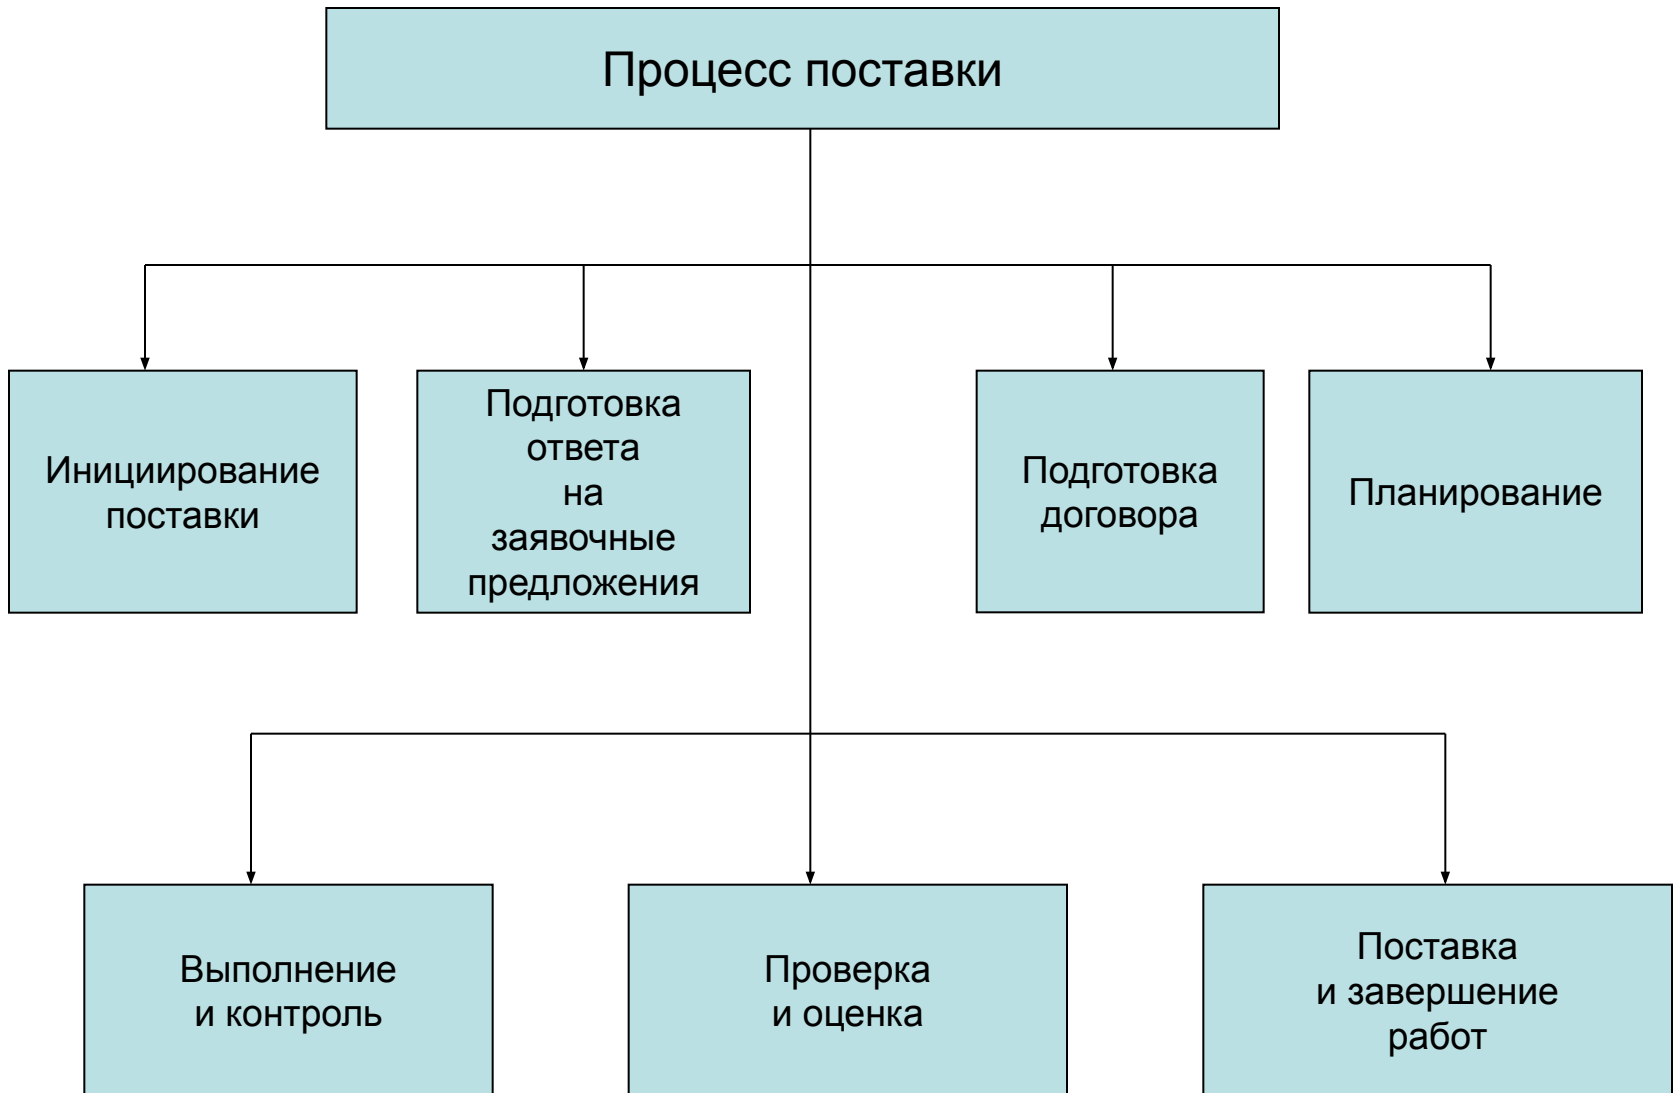 Процесс поставки
Инициирование
поставки
Подготовка
ответа
на
заявочные
предложения
Подготовка
договора
Планирование
Выполнение
и контроль
Проверка
и оценка
Поставка
и завершение
работ